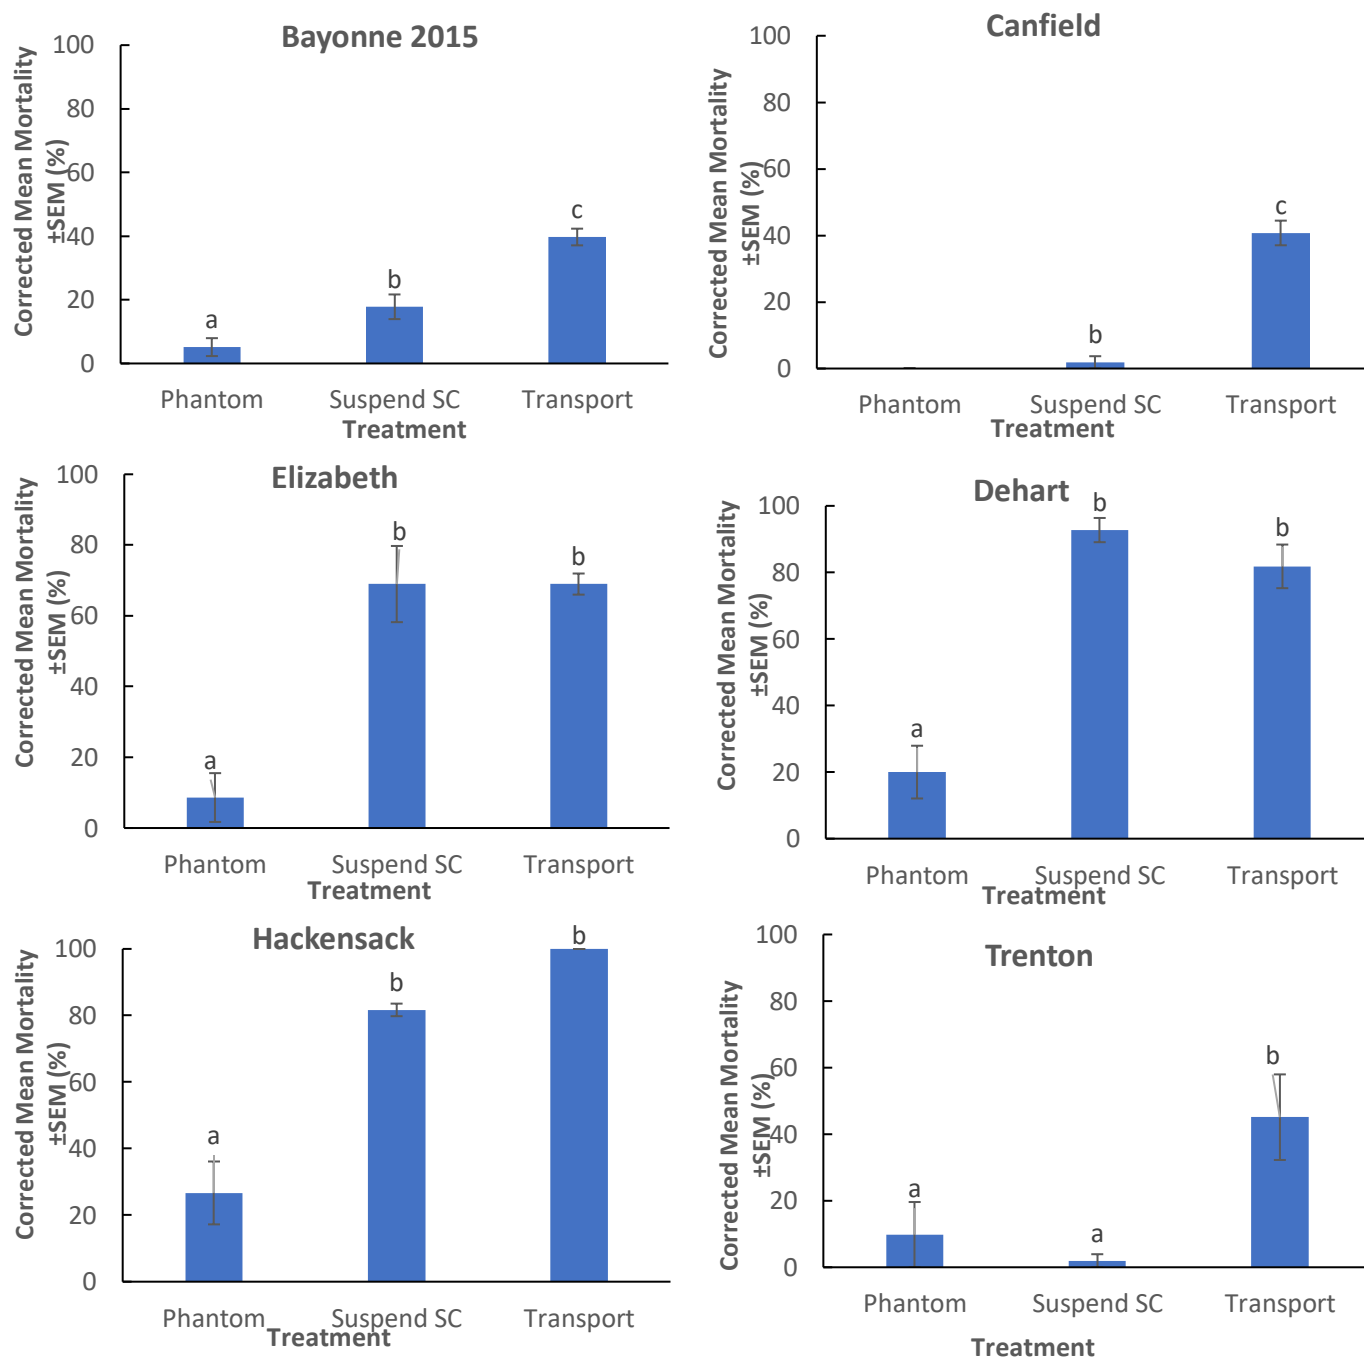 Bayonne 2015
Corrected Mean Mortality
±SEM (%)
100
80
60
40
20
0
a
b
c
Phantom
Suspend SC
Transport
Treatment
Canfield
Corrected Mean Mortality
±SEM (%)
100
80
60
40
20
0
b
c
Phantom
Suspend SC
Transport
Treatment
Elizabeth
Corrected Mean Mortality
±SEM (%)
100
80
60
40
20
0
a
b
b
Phantom
Suspend SC
Transport
Treatment
Dehart
Corrected Mean Mortality
±SEM (%)
100
80
60
40
20
0
a
b
b
Phantom
Suspend SC
Transport
Treatment
Hackensack
Corrected Mean Mortality
±SEM (%)
100
80
60
40
20
0
a
b
b
Phantom
Suspend SC
Transport
Treatment
Trenton
Corrected Mean Mortality
±SEM (%)
100
80
60
40
20
0
a
a
b
Phantom
Suspend SC
Transport
Treatment